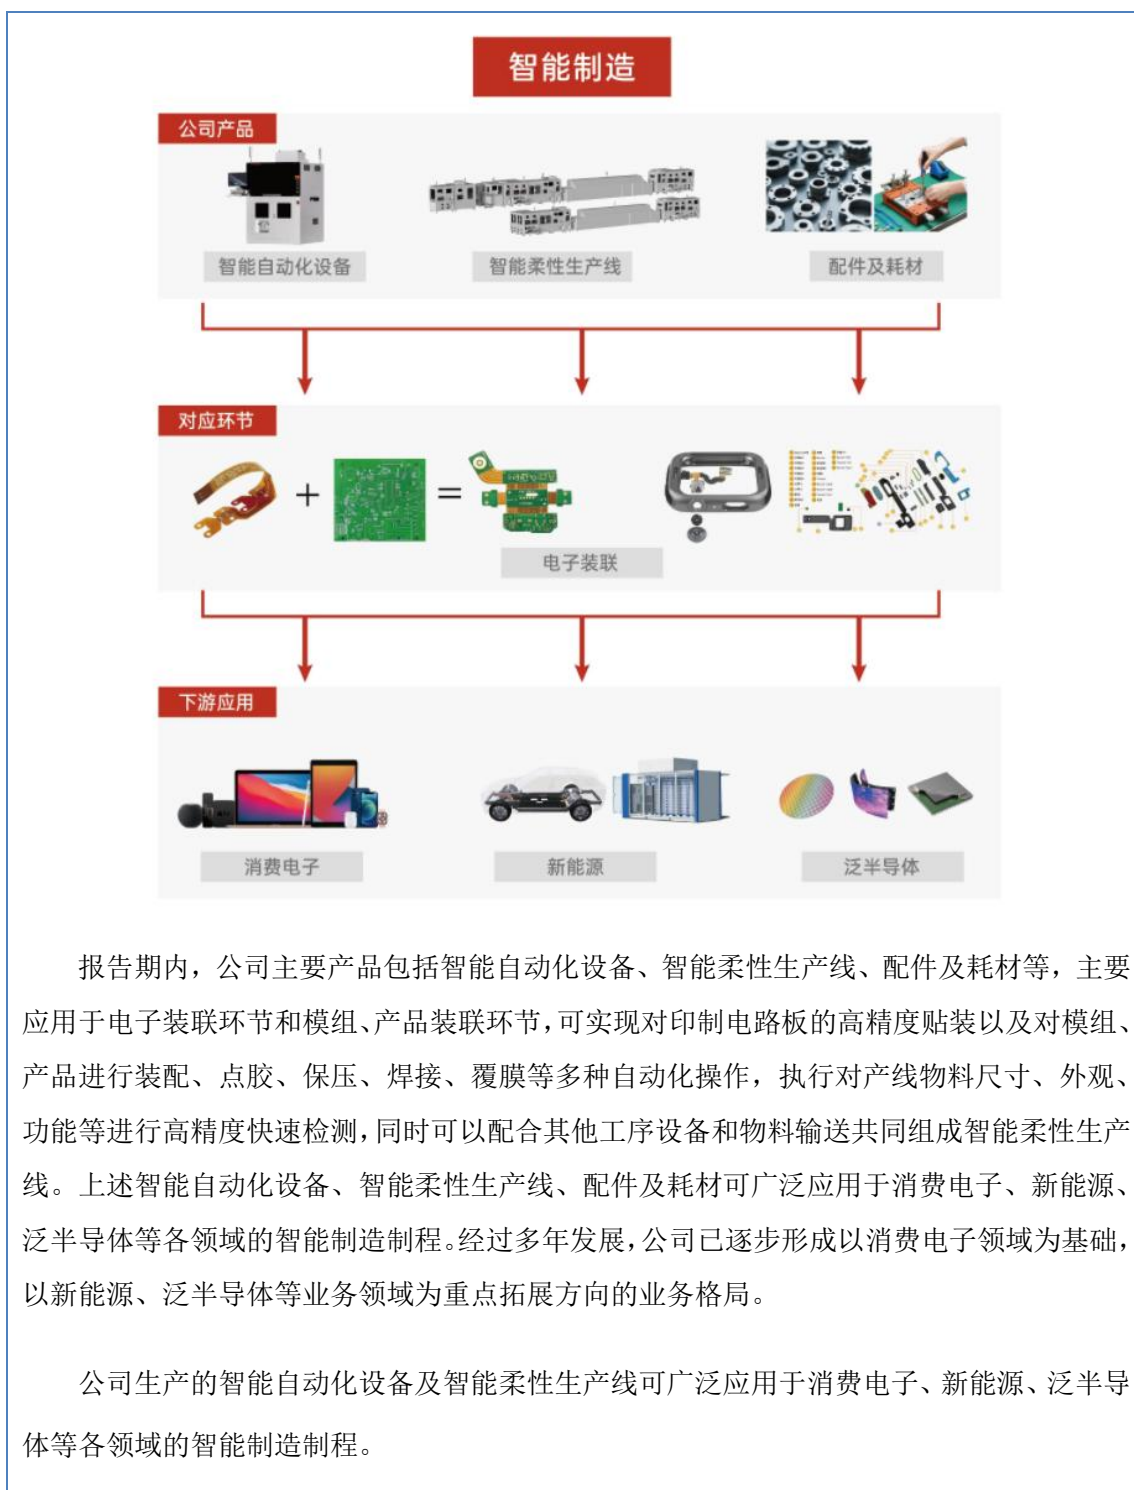 智能制造
公司产品
智能自动化设备
智能柔性生产线
配件及耗材
对应环节
+
=
电子装联
下游应用
消费电子
新能源
泛半导体
报告期内，公司主要产品包括智能自动化设备、智能柔性生产线、配件及耗材等，主要
应用于电子装联环节和模组、产品装联环节，可实现对印制电路板的高精度贴装以及对模组、
产品进行装配、点胶、保压、焊接、覆膜等多种自动化操作，执行对产线物料尺寸、外观、
功能等进行高精度快速检测，同时可以配合其他工序设备和物料输送共同组成智能柔性生产
线。上述智能自动化设备、智能柔性生产线、配件及耗材可广泛应用于消费电子、新能源、
泛半导体等各领域的智能制造制程。经过多年发展，公司已逐步形成以消费电子领域为基础，
以新能源、泛半导体等业务领域为重点拓展方向的业务格局。
公司生产的智能自动化设备及智能柔性生产线可广泛应用于消费电子、新能源、泛半导
体等各领域的智能制造制程。